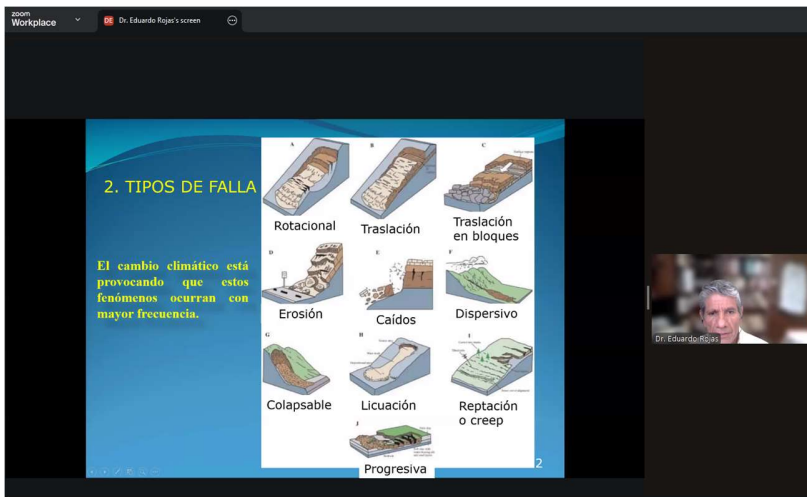 zoom
Workplace
DE Dr. Eduardo Rojas's screen
2. TIPOS DE FALLA
El cambio climático está
provocando que estos
fenómenos ocurran con
mayor frecuencia.
A
B
C
Rotacional
Traslación
Traslación
en bloques
D
E
F
Erosión
Caídos
Dispersivo
G
H
I
Colapsable
Licuación
Reptación
o creep
J
Progresiva
2
Dr. Eduardo Rojas